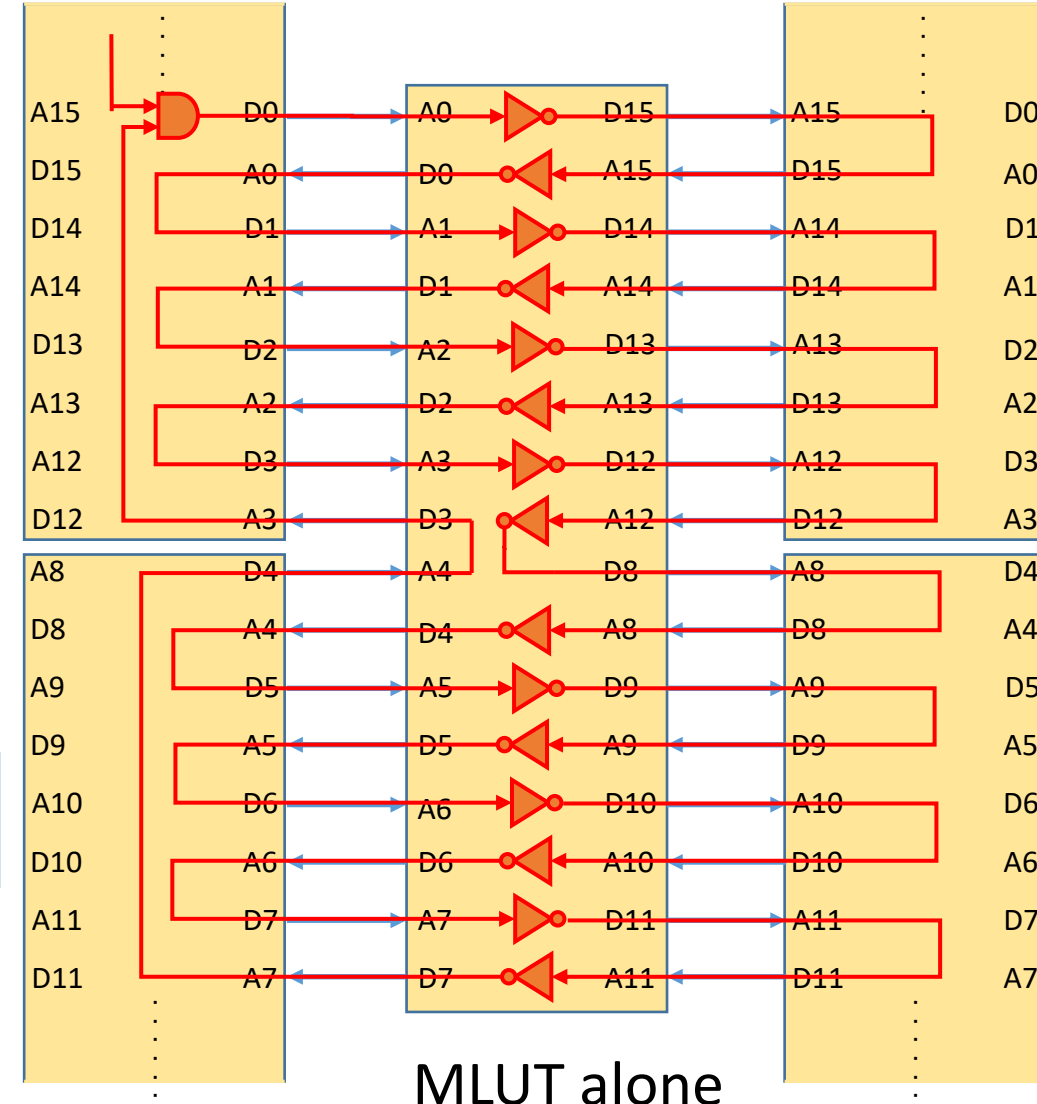 A15 D0 A0 D15 A15 D0
D15 A0 D0 A15 D15 A0
D14 D1 A1 D14 A14 D1
A14 A1 D1 A14 D14 A1
D13 D2 A2 D13 A13 D2
A13 A2 D2 A13 D13 A2
A12 D3 A3 D12 A12 D3
D12 A3 D3 A12 D12 A3
A8 D4 A4 D8 A8 D4
D8 A4 D4 A8 D8 A4
A9 D5 A5 D9 A9 D5
D9 A5 D5 A9 D9 A5
A10 D6 A6 D10 A10 D6
D10 A6 D6 A10 D10 A6
A11 D7 A7 D11 A11 D7
D11 A7 D7 A11 D11 A7
MLUT alone